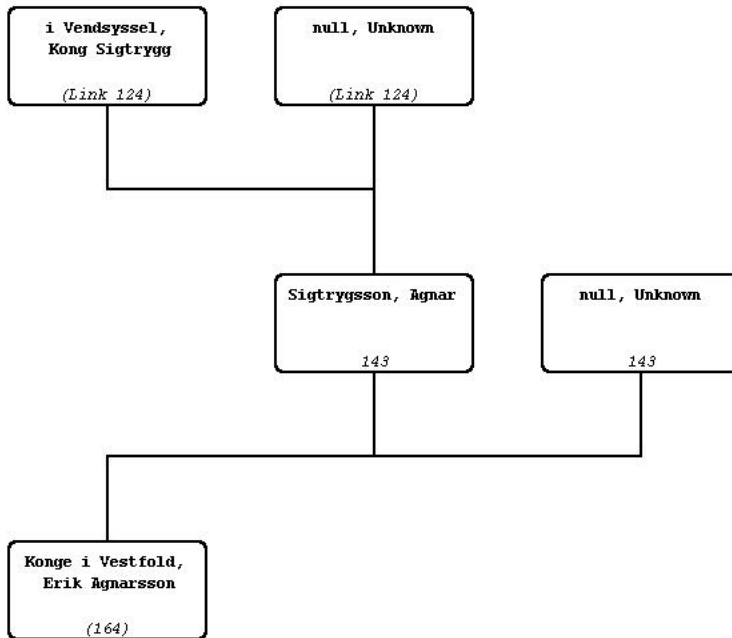 i Vendsyssel,
Kong Sigtrygg
(Link 124)
null, Unknown
(Link 124)
Sigtrygsson, Agnar
143
null, Unknown
143
Konge i Vestfold,
Erik Agnarsson
(164)